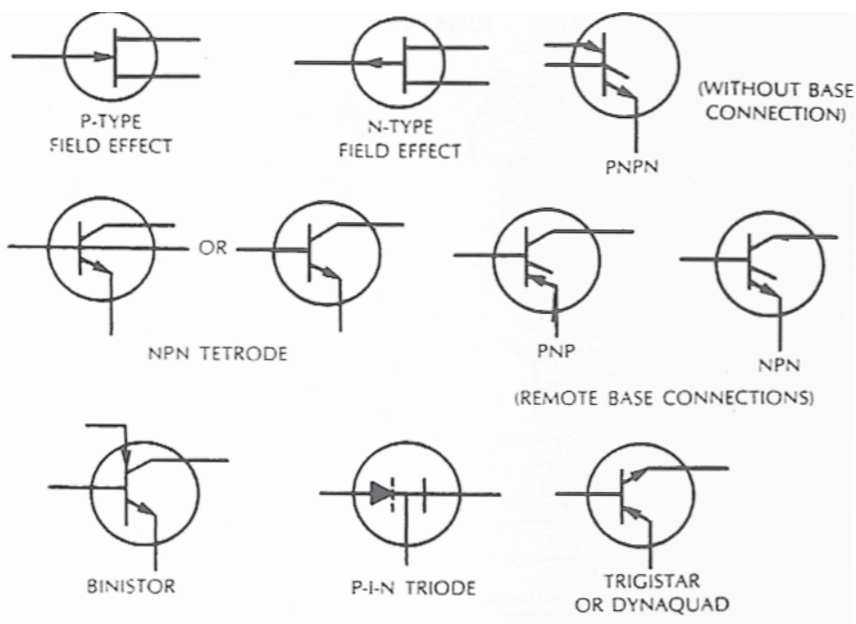 P-TYPE
FIELD EFFECT
N-TYPE
FIELD EFFECT
PNPN
(WITHOUT BASE
CONNECTION)
OR
NPN TETRODE
PNP
NPN
(REMOTE BASE CONNECTIONS)
BINISTOR
P-I-N TRIODE
TRIGISTAR
OR DYNAQUAD